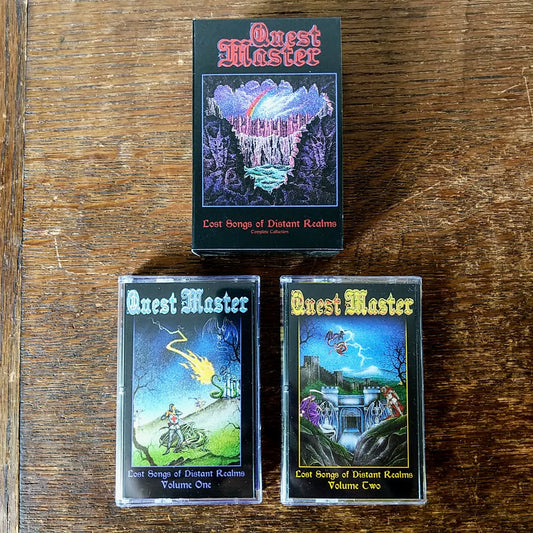 Quest
Master
Lost Songs of Distant Realms
Complete Collection
Quest Master
Lost Songs of Distant Realms
Volume One
Quest Master
Lost Songs of Distant Realms
Volume Two